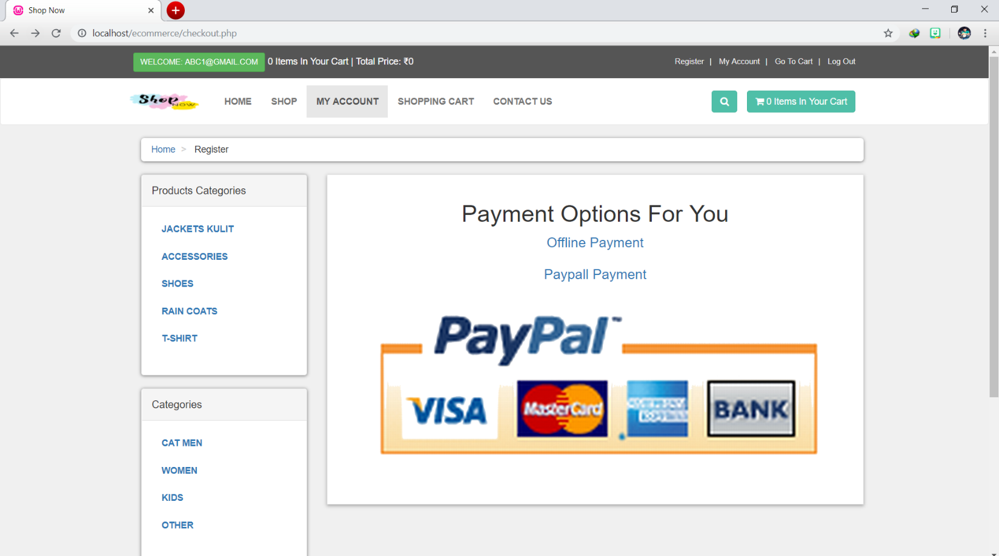 Shop Now
localhost/ecommerce/checkout.php
WELCOME: ABC1@GMAIL.COM 0 Items In Your Cart | Total Price: ₹0 Register | My Account | Go To Cart | Log Out
Shop NOW HOME SHOP MY ACCOUNT SHOPPING CART CONTACT US 0 Items In Your Cart
Home > Register
Products Categories
JACKETS KULIT
ACCESSORIES
SHOES
RAIN COATS
T-SHIRT
Categories
CAT MEN
WOMEN
KIDS
OTHER
Payment Options For You
Offline Payment
Paypall Payment
PayPal™
VISA MasterCard AMERICAN EXPRESS BANK